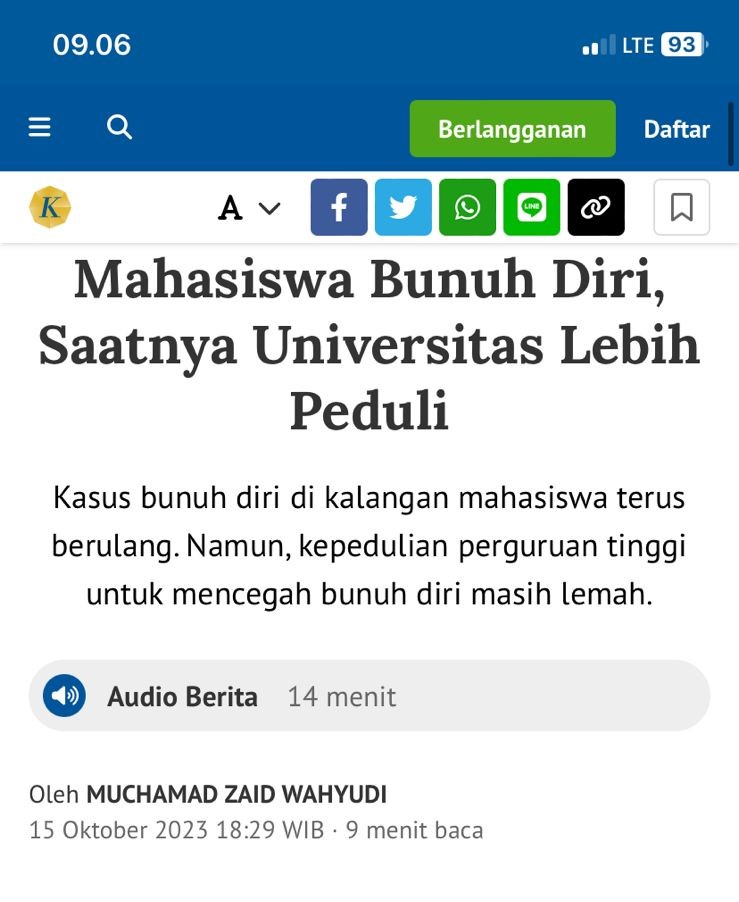 09.06
LTE 93
Berlangganan Daftar
K A LINE
Mahasiswa Bunuh Diri,
Saatnya Universitas Lebih
Peduli
Kasus bunuh diri di kalangan mahasiswa terus
berulang. Namun, kepedulian perguruan tinggi
untuk mencegah bunuh diri masih lemah.
Audio Berita 14 menit
Oleh MUCHAMAD ZAID WAHYUDI
15 Oktober 2023 18:29 WIB · 9 menit baca